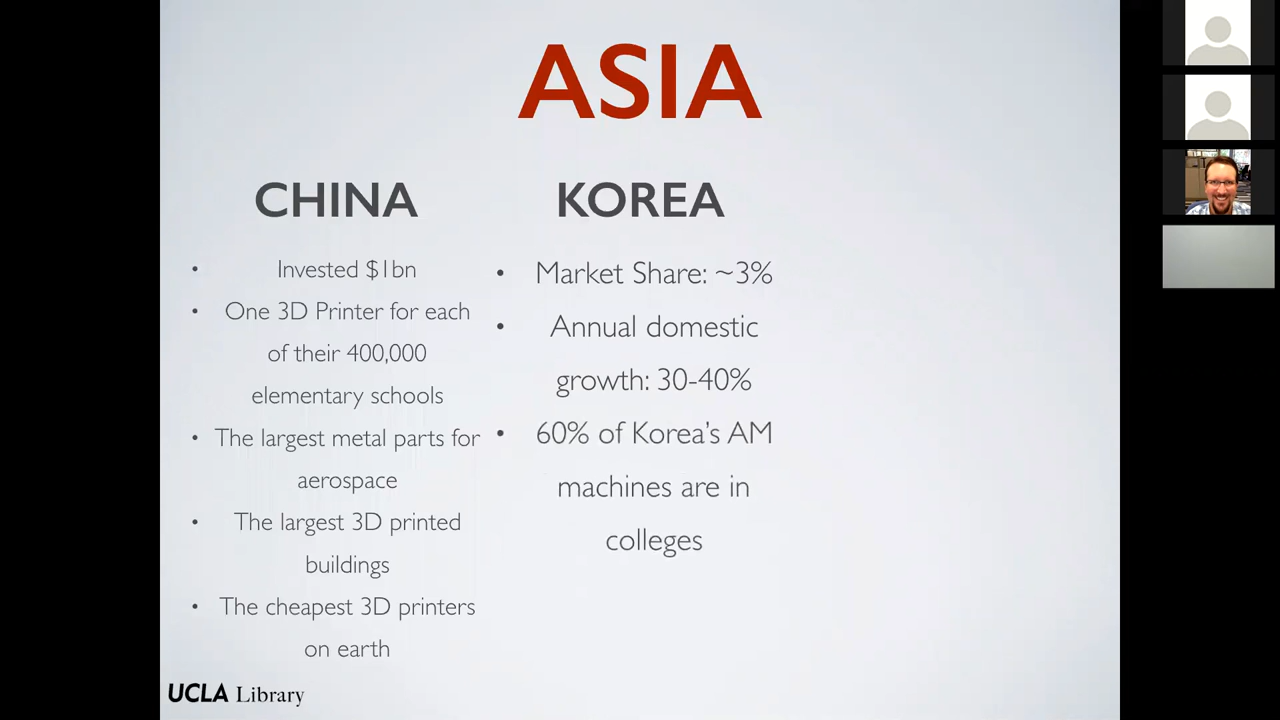 ASIA
CHINA
• Invested $1bn
• One 3D Printer for each
of their 400,000
elementary schools
• The largest metal parts for
aerospace
• The largest 3D printed
buildings
• The cheapest 3D printers
on earth
KOREA
• Market Share: ~3%
• Annual domestic
growth: 30-40%
• 60% of Korea's AM
machines are in
colleges
UCLA Library